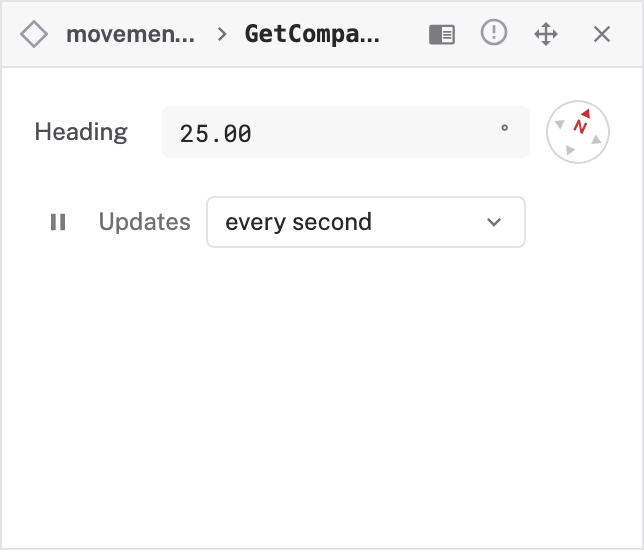 movemen... > GetCompa...
Heading 25.00 ° N
Updates every second